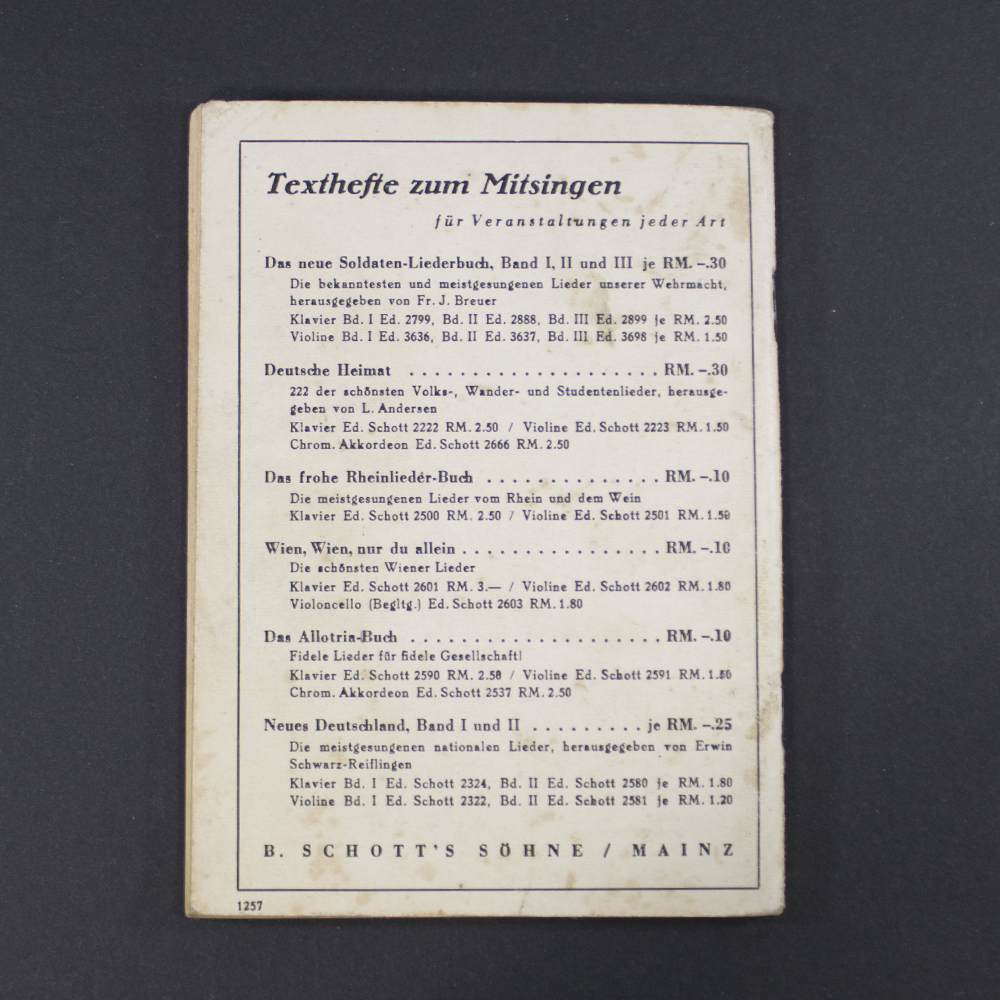 Texthefte zum Mitsingen
für Veranstaltungen jeder Art
Das neue Soldaten-Liederbuch, Band I, II und III je RM. –.30
Die bekanntesten und meistgesungenen Lieder unserer Wehrmacht,
herausgegeben von Fr. J. Breuer
Klavier Bd. I Ed. 2799, Bd. II Ed. 2888, Bd. III Ed. 2899 je RM. 2.50
Violine Bd. I Ed. 3636, Bd. II Ed. 3637, Bd. III Ed. 3698 je RM. 1.50
Deutsche Heimat . . . . . . . . . . . . . . . . . . . . . RM. –.30
222 der schönsten Volks-, Wander- und Studentenlieder, herausge-
geben von L. Andersen
Klavier Ed. Schott 2222 RM. 2.50 / Violine Ed. Schott 2223 RM. 1.50
Chrom. Akkordeon Ed. Schott 2666 RM. 2.50
Das frohe Rheinlieder-Buch . . . . . . . . . . . . . . RM. –.10
Die meistgesungenen Lieder vom Rhein und dem Wein
Klavier Ed. Schott 2500 RM. 2.50 / Violine Ed. Schott 2501 RM. 1.50
Wien, Wien, nur du allein . . . . . . . . . . . . . . . . RM. –.10
Die schönsten Wiener Lieder
Klavier Ed. Schott 2601 RM. 3.— / Violine Ed. Schott 2602 RM. 1.80
Violoncello (Begltg.) Ed. Schott 2603 RM. 1.80
Das Allotria-Buch . . . . . . . . . . . . . . . . . . . . . RM. –.10
Fidele Lieder für fidele Gesellschaft!
Klavier Ed. Schott 2590 RM. 2.50 / Violine Ed. Schott 2591 RM. 1.50
Chrom. Akkordeon Ed. Schott 2537 RM. 2.50
Neues Deutschland, Band I und II . . . . . . . . . je RM. –.25
Die meistgesungenen nationalen Lieder, herausgegeben von Erwin
Schwarz-Reiflingen
Klavier Bd. I Ed. Schott 2324, Bd. II Ed. Schott 2580 je RM. 1.80
Violine Bd. I Ed. Schott 2322, Bd. II Ed. Schott 2581 je RM. 1.20
B. SCHOTT'S SÖHNE / MAINZ
1257